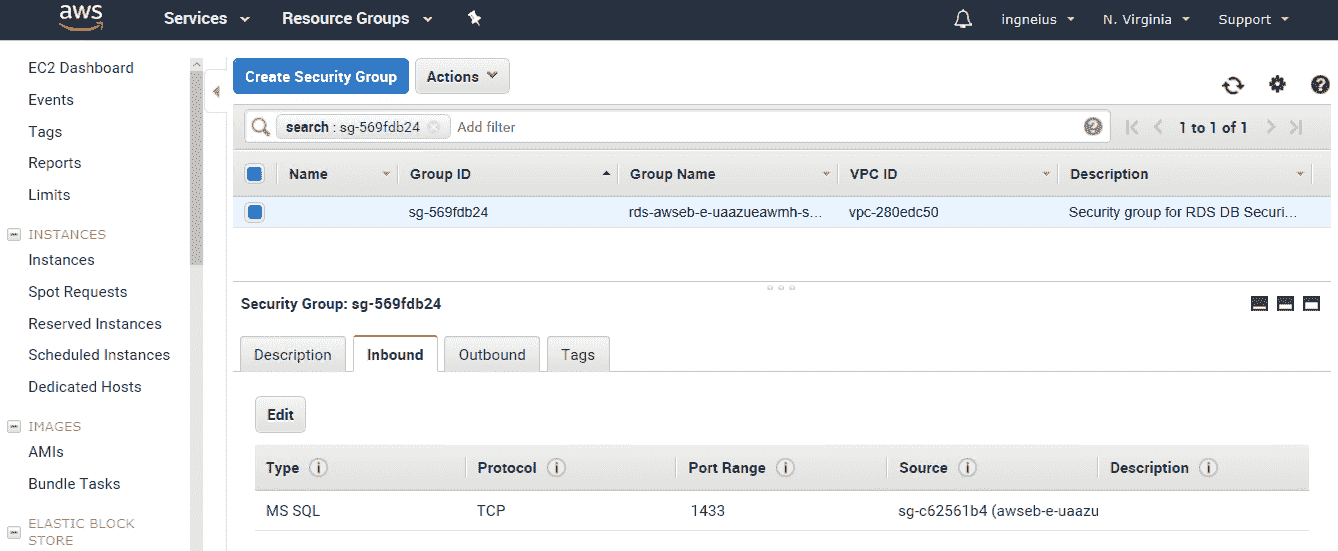 aws Services Resource Groups ingneius N. Virginia Support
EC2 Dashboard
Events
Tags
Reports
Limits
INSTANCES
Instances
Spot Requests
Reserved Instances
Scheduled Instances
Dedicated Hosts
IMAGES
AMIs
Bundle Tasks
ELASTIC BLOCK
STORE
Create Security Group Actions
search : sg-569fdb24 Add filter 1 to 1 of 1
Name Group ID Group Name VPC ID Description
sg-569fdb24 rds-awseb-e-uaazueawmh-s... vpc-280edc50 Security group for RDS DB Securi...
Security Group: sg-569fdb24
Description Inbound Outbound Tags
Edit
Type Protocol Port Range Source Description
MS SQL TCP 1433 sg-c62561b4 (awseb-e-uaazu